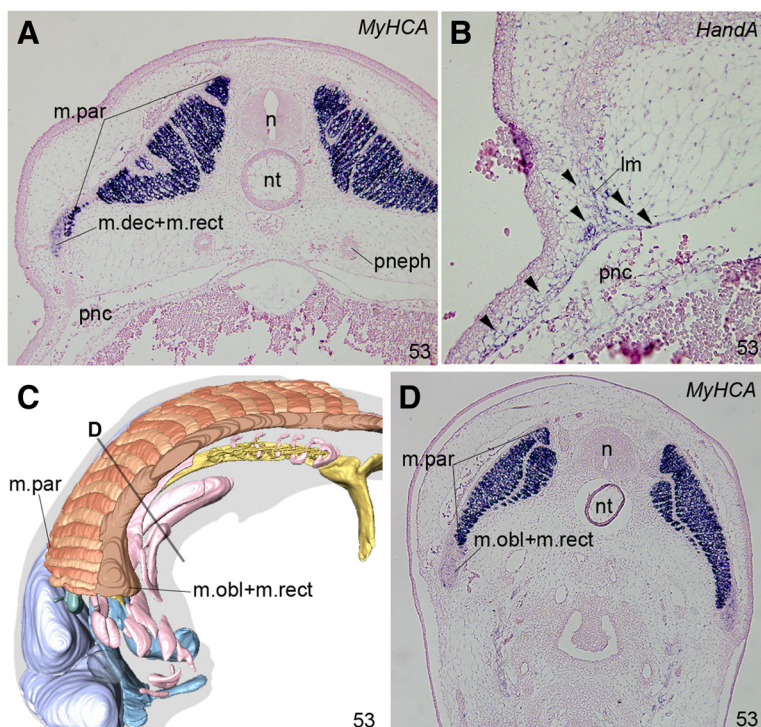 A
MyHCA
m.par
n
nt
m.dec+m.rect
pneph
pnc
53
B
HandA
lm
pnc
53
C
D
m.par
m.obl+m.rect
53
D
MyHCA
m.par
n
nt
m.obl+m.rect
53